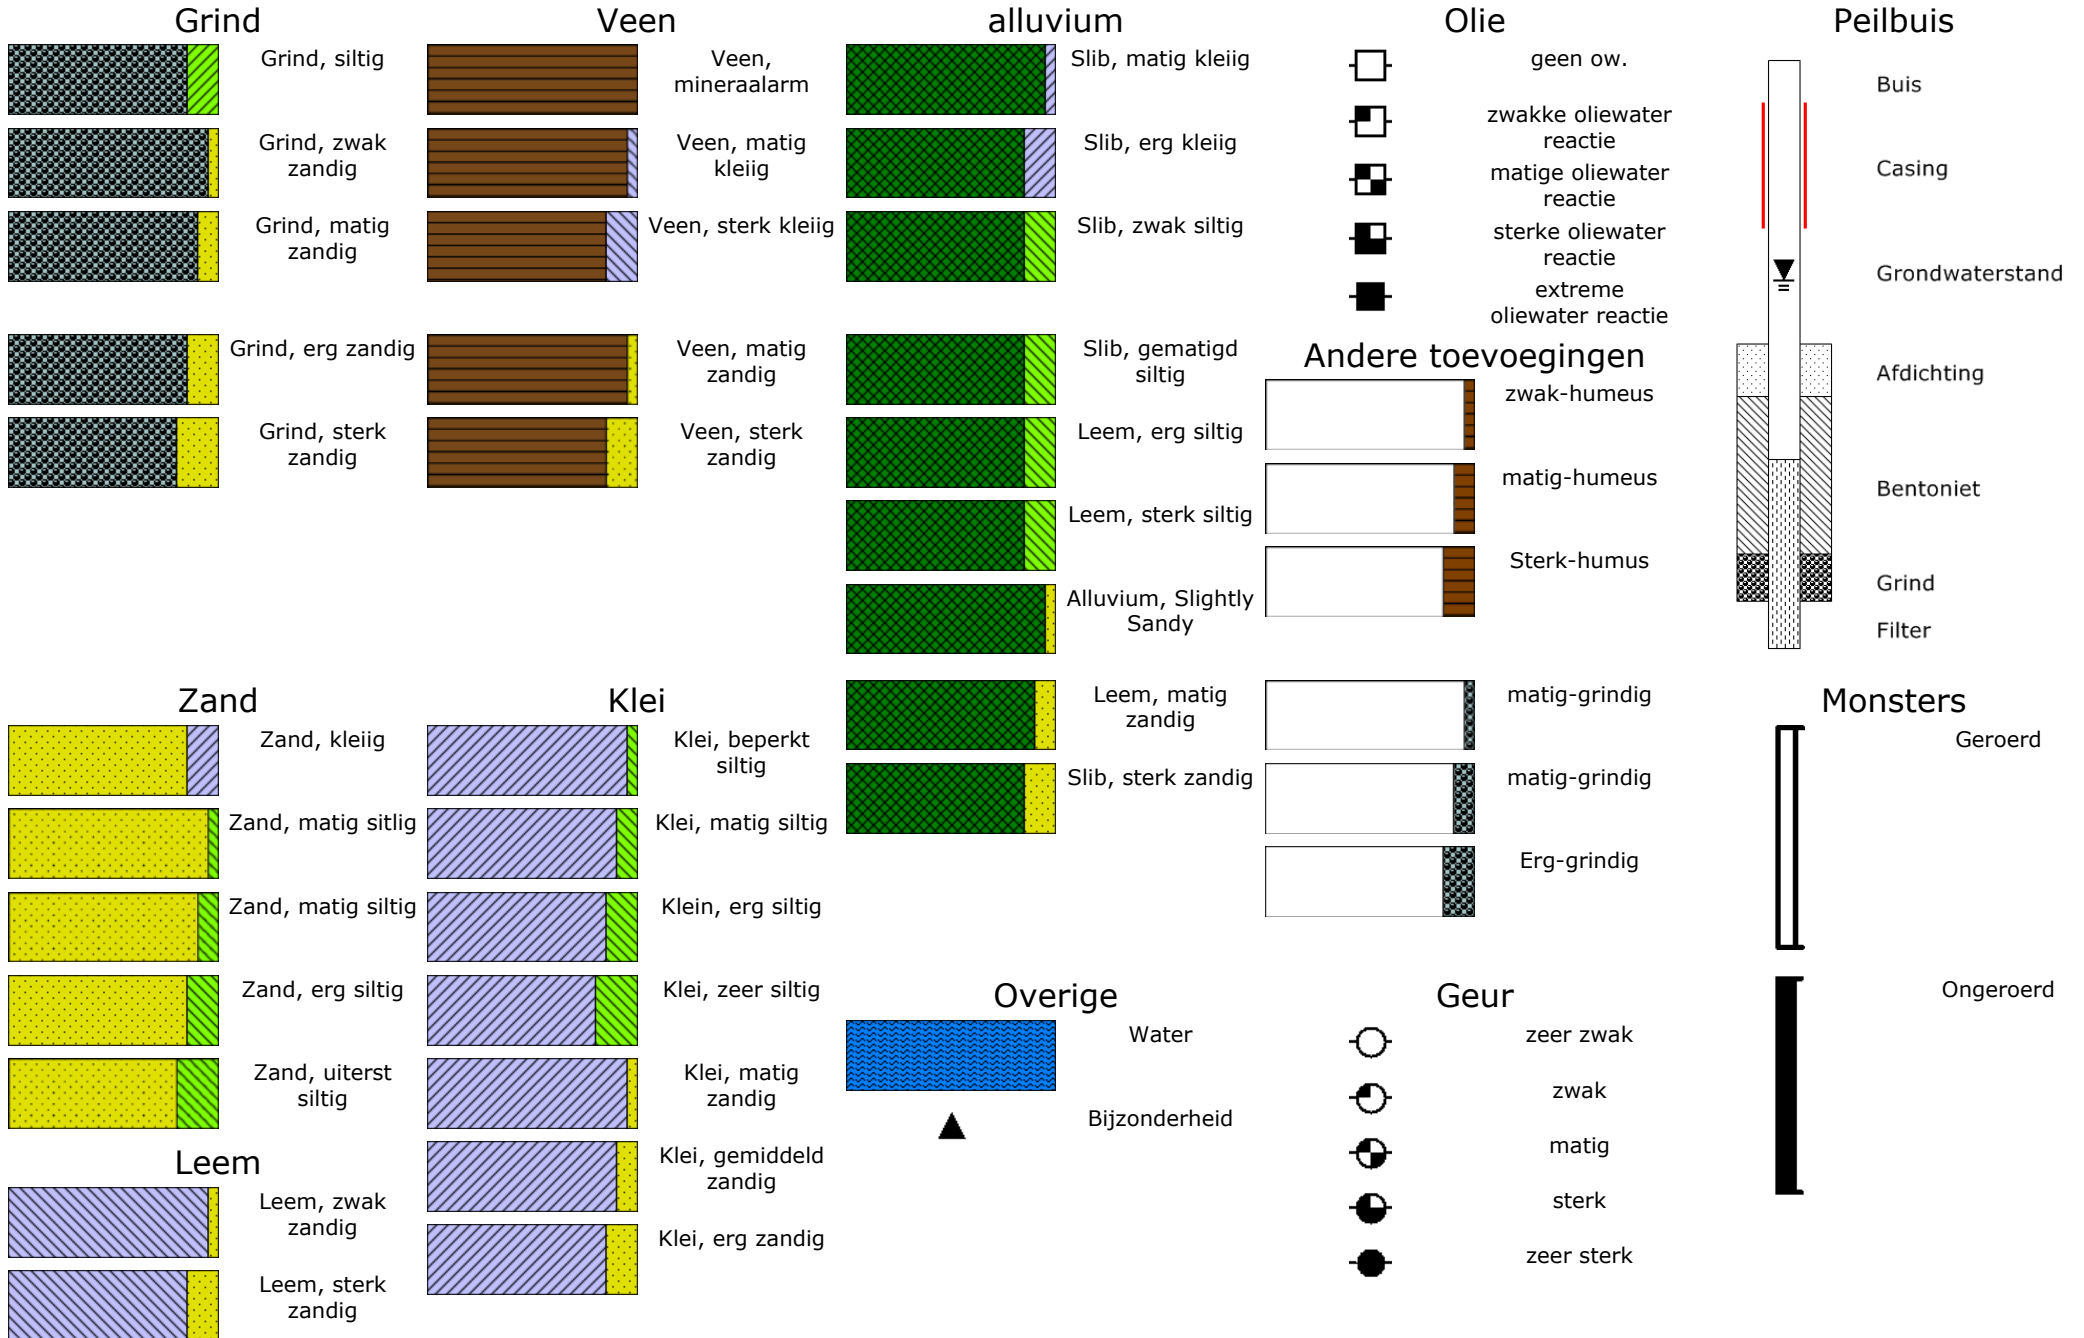 Grind
Grind, siltig
Grind, zwak
zandig
Grind, matig
zandig
Grind, erg zandig
Grind, sterk
zandig
Veen
Veen,
mineraalarm
Veen, matig
kleiig
Veen, sterk kleiig
Veen, matig
zandig
Veen, sterk
zandig
alluvium
Slib, matig kleiig
Slib, erg kleiig
Slib, zwak siltig
Slib, gematigd
siltig
Leem, erg siltig
Leem, sterk siltig
Alluvium, Slightly
Sandy
Leem, matig
zandig
Slib, sterk zandig
Olie
geen ow.
zwakke oliewater
reactie
matige oliewater
reactie
sterke oliewater
reactie
extreme
oliewater reactie
Andere toevoegingen
zwak-humeus
matig-humeus
Sterk-humus
matig-grindig
matig-grindig
Erg-grindig
Peilbuis
Buis
Casing
Grondwaterstand
Afdichting
Bentoniet
Grind
Filter
Zand
Zand, kleiig
Zand, matig sitlig
Zand, matig siltig
Zand, erg siltig
Zand, uiterst
siltig
Leem
Leem, zwak
zandig
Leem, sterk
zandig
Klei
Klei, beperkt
siltig
Klei, matig siltig
Klein, erg siltig
Klei, zeer siltig
Klei, matig
zandig
Klei, gemiddeld
zandig
Klei, erg zandig
Overige
Water
Bijzonderheid
Geur
zeer zwak
zwak
matig
sterk
zeer sterk
Monsters
Geroerd
Ongeroerd